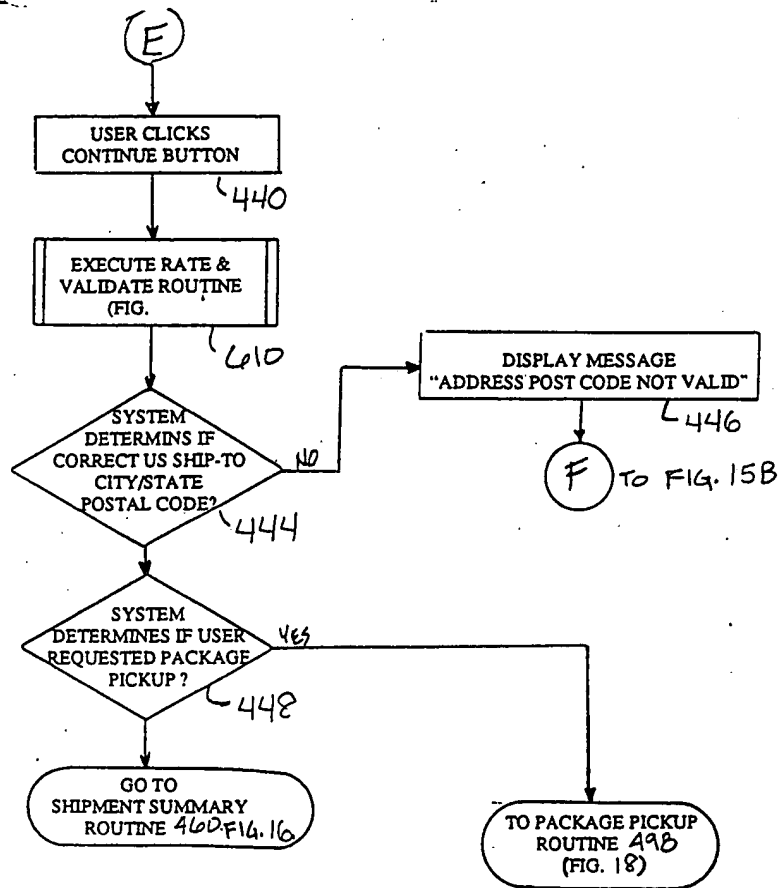 E
USER CLICKS
CONTINUE BUTTON
440
EXECUTE RATE &
VALIDATE ROUTINE
(FIG.
610
DISPLAY MESSAGE
"ADDRESS POST CODE NOT VALID"
446
F TO FIG. 15B
SYSTEM
DETERMINS IF
CORRECT US SHIP-TO
CITY/STATE
POSTAL CODE?
NO
444
SYSTEM
DETERMINES IF USER
REQUESTED PACKAGE
PICKUP ?
YES
448
GO TO
SHIPMENT SUMMARY
ROUTINE 460 FIG. 16
TO PACKAGE PICKUP
ROUTINE 498
(FIG. 18)